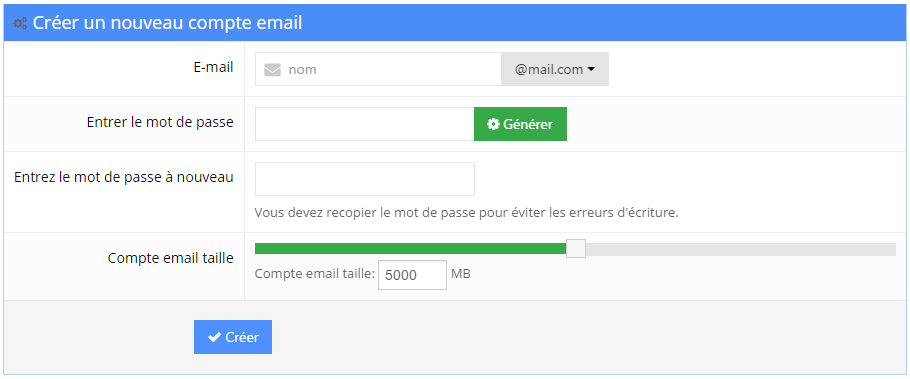 Créer un nouveau compte email
E-mail
nom
@mail.com
Entrer le mot de passe
Générer
Entrez le mot de passe à nouveau
Vous devez recopier le mot de passe pour éviter les erreurs d'écriture.
Compte email taille
Compte email taille: 5000 MB
Créer